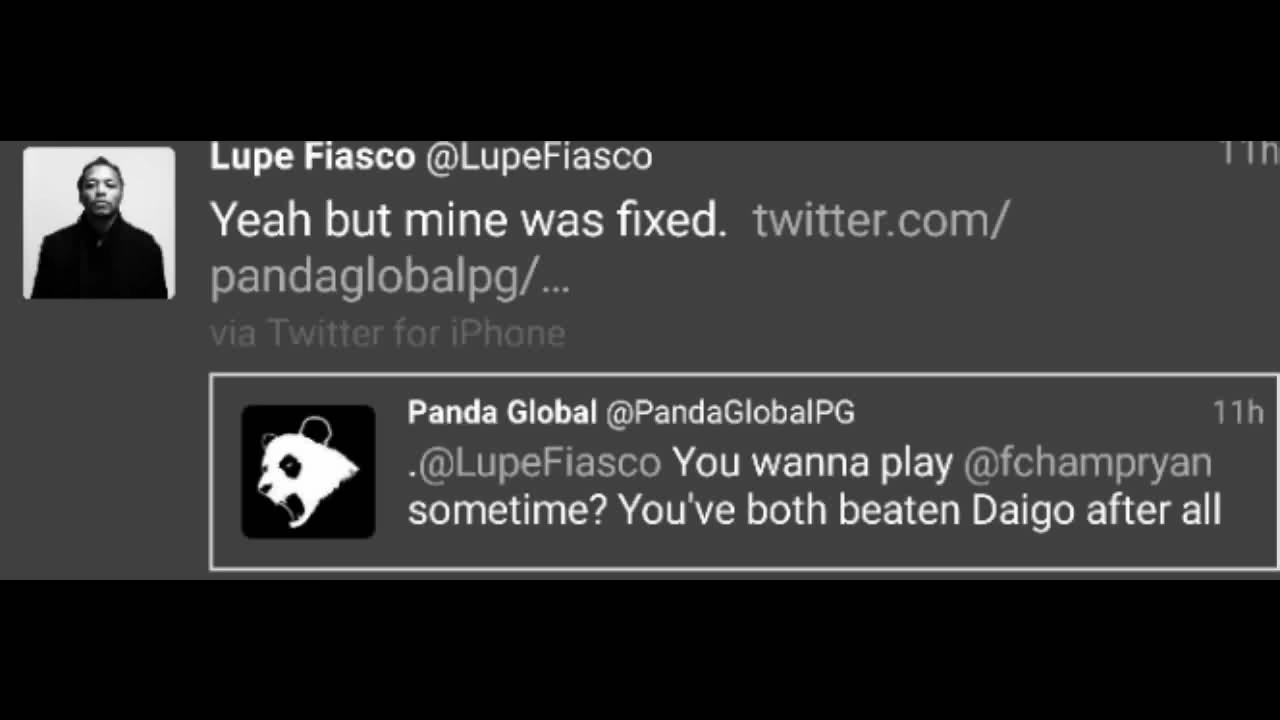 Lupe Fiasco @LupeFiasco 11h
Yeah but mine was fixed. twitter.com/
pandaglobalpg/...
via Twitter for iPhone
Panda Global @PandaGlobalPG 11h
.@LupeFiasco You wanna play @fchampryan
sometime? You've both beaten Daigo after all